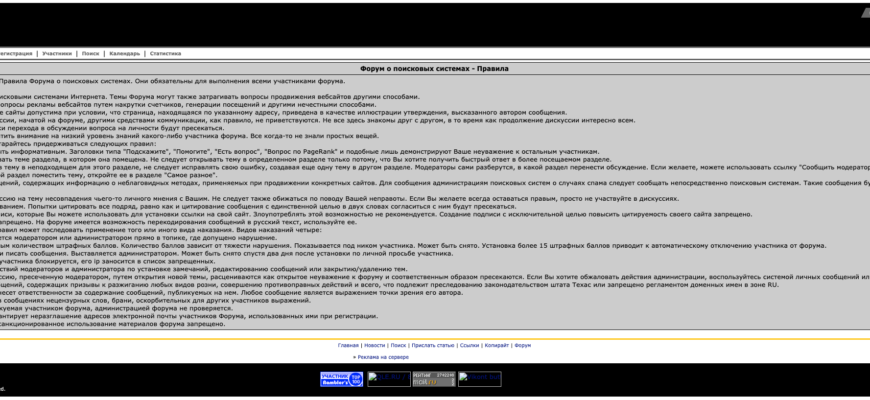 егистрация | Участники | Поиск | Календарь | Статистика
Форум о поисковых системах - Правила
Правила Форума о поисковых системах. Они обязательны для выполнения всеми участниками форума.
исковыми системами Интернета. Темы Форума могут также затрагивать вопросы продвижения вебсайтов другими способами.
опросы рекламы вебсайтов путем накрутки счетчиков, генерации посещений и другими нечестными способами.
е сайты допустима при условии, что страница, находящаяся по указанному адресу, приведена в качестве иллюстрации утверждения, высказанного автором сообщения.
ссии, начатой на форуме, другими средствами коммуникации, как правило, не приветствуются. Не все здесь знакомы друг с другом, в то время как продолжение дискуссии интересно всем.
ки перехода в обсуждении вопроса на личности будут пресекаться.
тить внимание на низкий уровень знаний какого-либо участника форума. Все когда-то не знали простых вещей.
тарайтесь придерживаться следующих правил:
ыть информативным. Заголовки типа "Подскажите", "Помогите", "Есть вопрос", "Вопрос по PageRank" и подобные лишь демонстрируют Ваше неуважение к остальным участникам.
ать теме раздела, в котором она помещена. Не следует открывать тему в определенном разделе только потому, что Вы хотите получить быстрый ответ в более посещаемом разделе.
в тему в неподходящем для этого разделе, не следует исправлять свою ошибку, создавая еще одну тему в другом разделе. Модераторы сами разберутся, в какой раздел перенести обсуждение. Если желаете, можете использовать ссылку "Сообщить модератор
ой раздел поместить тему, откройте ее в разделе "Самое разное".
щений, содержащих информацию о неблаговидных методах, применяемых при продвижении конкретных сайтов. Для сообщения администрациям поисковых систем о случаях спама следует сообщать непосредственно поисковым системам. Такие сообщения бу
ссию на тему несовпадения чьего-то личного мнения с Вашим. Не следует также обижаться по поводу Вашей неправоты. Если Вы желаете всегда оставаться правым, просто не участвуйте в дискуссиях.
ванием. Попытки цитировать все подряд, равно как и цитирование сообщения с единственной целью в двух словах согласиться с ним будут пресекаться.
писи, которые Вы можете использовать для установки ссылки на свой сайт. Злоупотреблять этой возможностью не рекомендуется. Создание подписи с исключительной целью повысить цитируемость своего сайта запрещено.
апрещено. На форуме имеется возможность перекодирования сообщений в русский текст, используйте ее.
равил может последовать применение того или иного вида наказания. Видов наказаний четыре:
ется модератором или администратором прямо в топике, где допущено нарушение.
ым количеством штрафных баллов. Количество баллов зависит от тяжести нарушения. Показывается под ником участника. Может быть снято. Установка более 15 штрафных баллов приводит к автоматическому отключению участника от форума.
и писать сообщения. Выставляется администратором. Может быть снято спустя два дня после установки по личной просьбе участника.
участника блокируется, его ip заносится в список запрещенных.
ствий модераторов и администраторов по установке замечаний, редактированию сообщений или закрытию/удалению тем.
ссию, пресеченную модератором, путем открытия новой темы, расцениваются как открытое неуважение к форуму и соответственным образом пресекаются. Если Вы хотите обжаловать действия администрации, воспользуйтесь системой личных сообщений ил
щений, содержащих призывы к разжиганию любых видов розни, совершению противоправных действий и всего, что подлежит преследованию законодательством штата Техас или запрещено регламентом доменных имен в зоне RU.
несет ответственности за содержание сообщений, публикуемых на нем. Любое сообщение является выражением точки зрения его автора.
в сообщениях нецензурных слов, брани, оскорбительных для других участников выражений.
куемая участником форума, администрацией форума не проверяется.
антирует неразглашение адресов электронной почты участников Форума, использованных ими при регистрации.
санкционированное использование материалов форума запрещено.
Главная | Новости | Поиск | Прислать статью | Ссылки | Копирайт | Форум
» Реклама на сервере
УЧАСТНИК Rambler's TOP 100
ed.